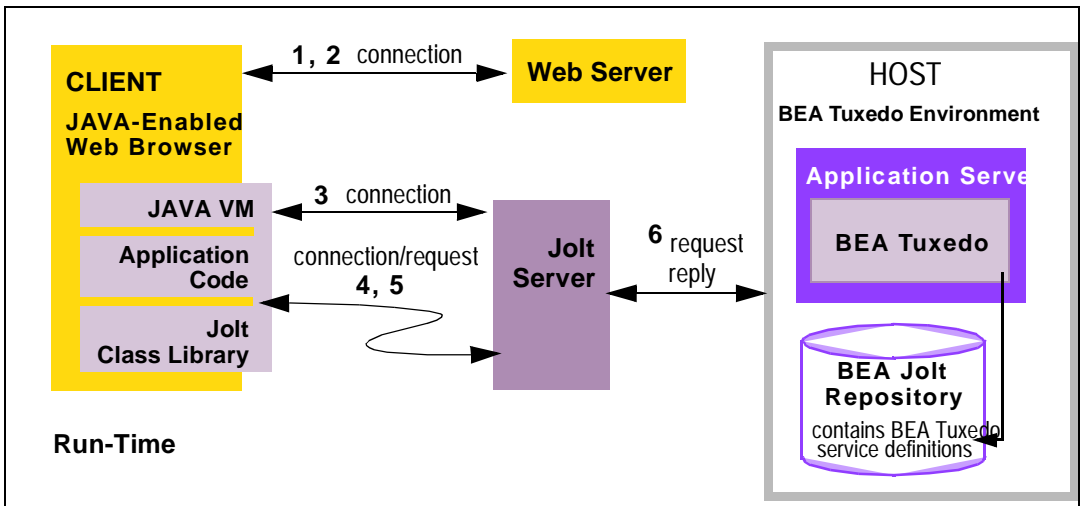 CLIENT
JAVA-Enabled
Web Browser
JAVA VM
Application
Code
Jolt
Class Library
Run-Time
1, 2 connection
3 connection
connection/request
4, 5
Web Server
Jolt
Server
6 request
reply
HOST
BEA Tuxedo Environment
Application Serve
BEA Tuxedo
BEA Jolt
Repository
contains BEA Tuxedo
service definitions